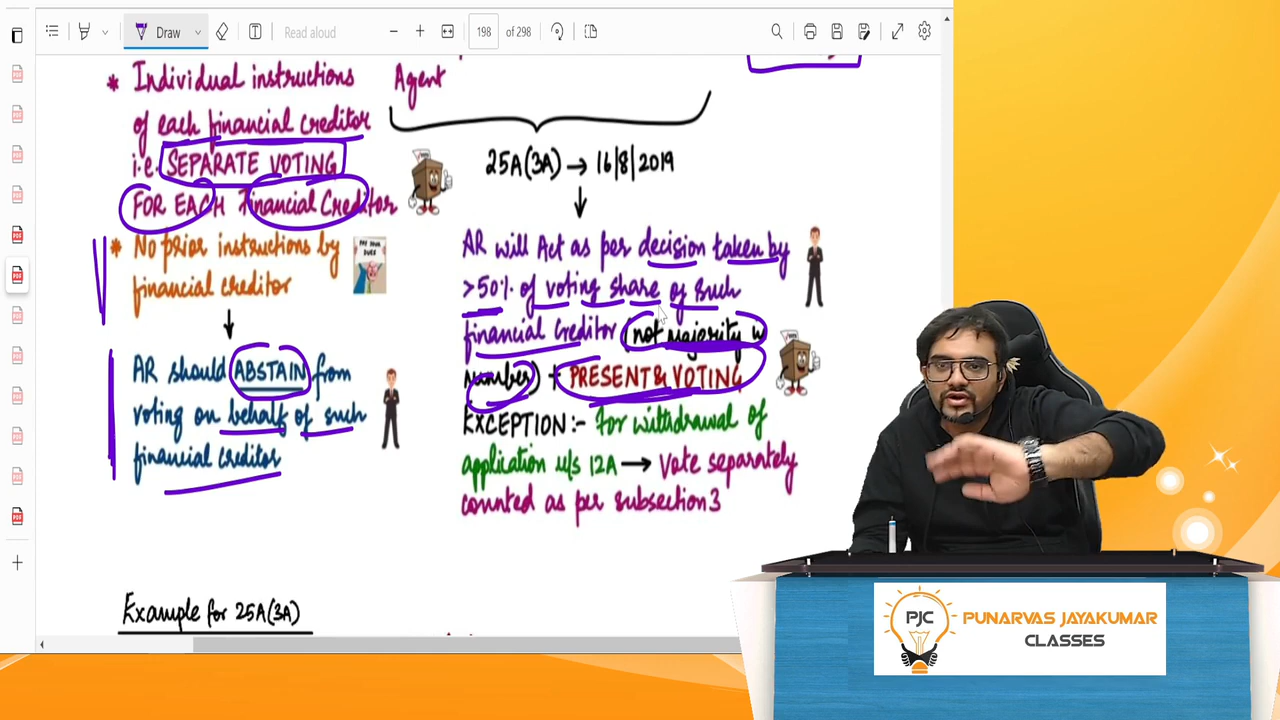 Draw
Read aloud
198
of 298
* Individual instructions
of each financial creditor
i.e. SEPARATE VOTING
FOR EACH Financial Creditor
* No prior instructions by
financial creditor
AR should ABSTAIN from
voting on behalf of such
financial creditor
Agent
25A(3A) → 16/8/2019
AR will Act as per decision taken by
>50% of voting share of such
financial creditor (not majority
number) + PRESENT & VOTING
EXCEPTION:- For withdrawal of
application u/s 12A → Vote separately
counted as per subsection 3
Example for 25A(3A)
PJC
PUNARVAS JAYAKUMAR
CLASSES